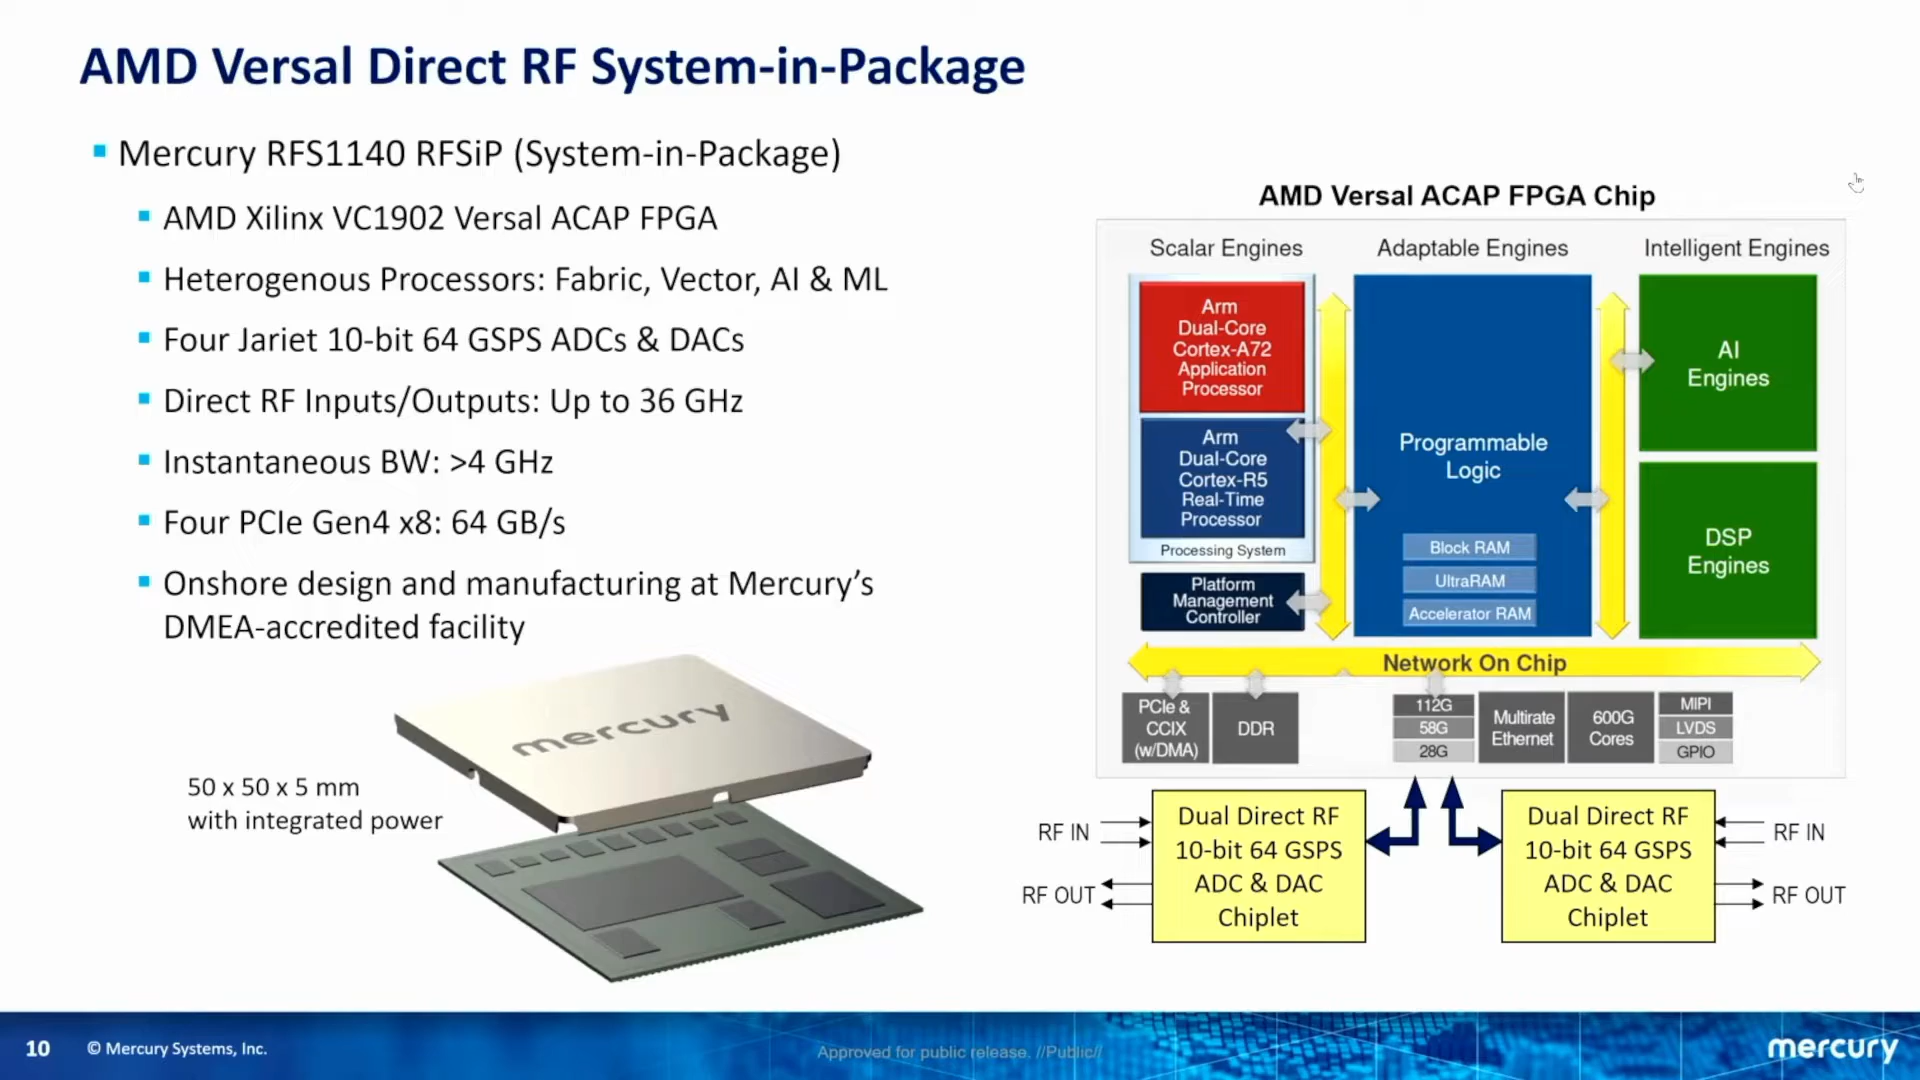 AMD Versal Direct RF System-in-Package
Mercury RFS1140 RFSiP (System-in-Package)
AMD Xilinx VC1902 Versal ACAP FPGA
Heterogenous Processors: Fabric, Vector, AI & ML
Four Jariet 10-bit 64 GSPS ADCs & DACs
Direct RF Inputs/Outputs: Up to 36 GHz
Instantaneous BW: >4 GHz
Four PCIe Gen4 x8: 64 GB/s
Onshore design and manufacturing at Mercury's
DMEA-accredited facility
mercury
50 x 50 x 5 mm
with integrated power
AMD Versal ACAP FPGA Chip
Scalar Engines
Adaptable Engines
Intelligent Engines
Arm
Dual-Core
Cortex-A72
Application
Processor
Arm
Dual-Core
Cortex-R5
Real-Time
Processor
Processing System
Platform
Management
Controller
Programmable
Logic
Block RAM
UltraRAM
Accelerator RAM
AI
Engines
DSP
Engines
Network On Chip
PCIe &
CCIX
(w/DMA)
DDR
112G
58G
28G
Multirate
Ethernet
600G
Cores
MIPI
LVDS
GPIO
RF IN
RF OUT
Dual Direct RF
10-bit 64 GSPS
ADC & DAC
Chiplet
Dual Direct RF
10-bit 64 GSPS
ADC & DAC
Chiplet
RF IN
RF OUT
10
© Mercury Systems, Inc.
Approved for public release. //Public//
mercury